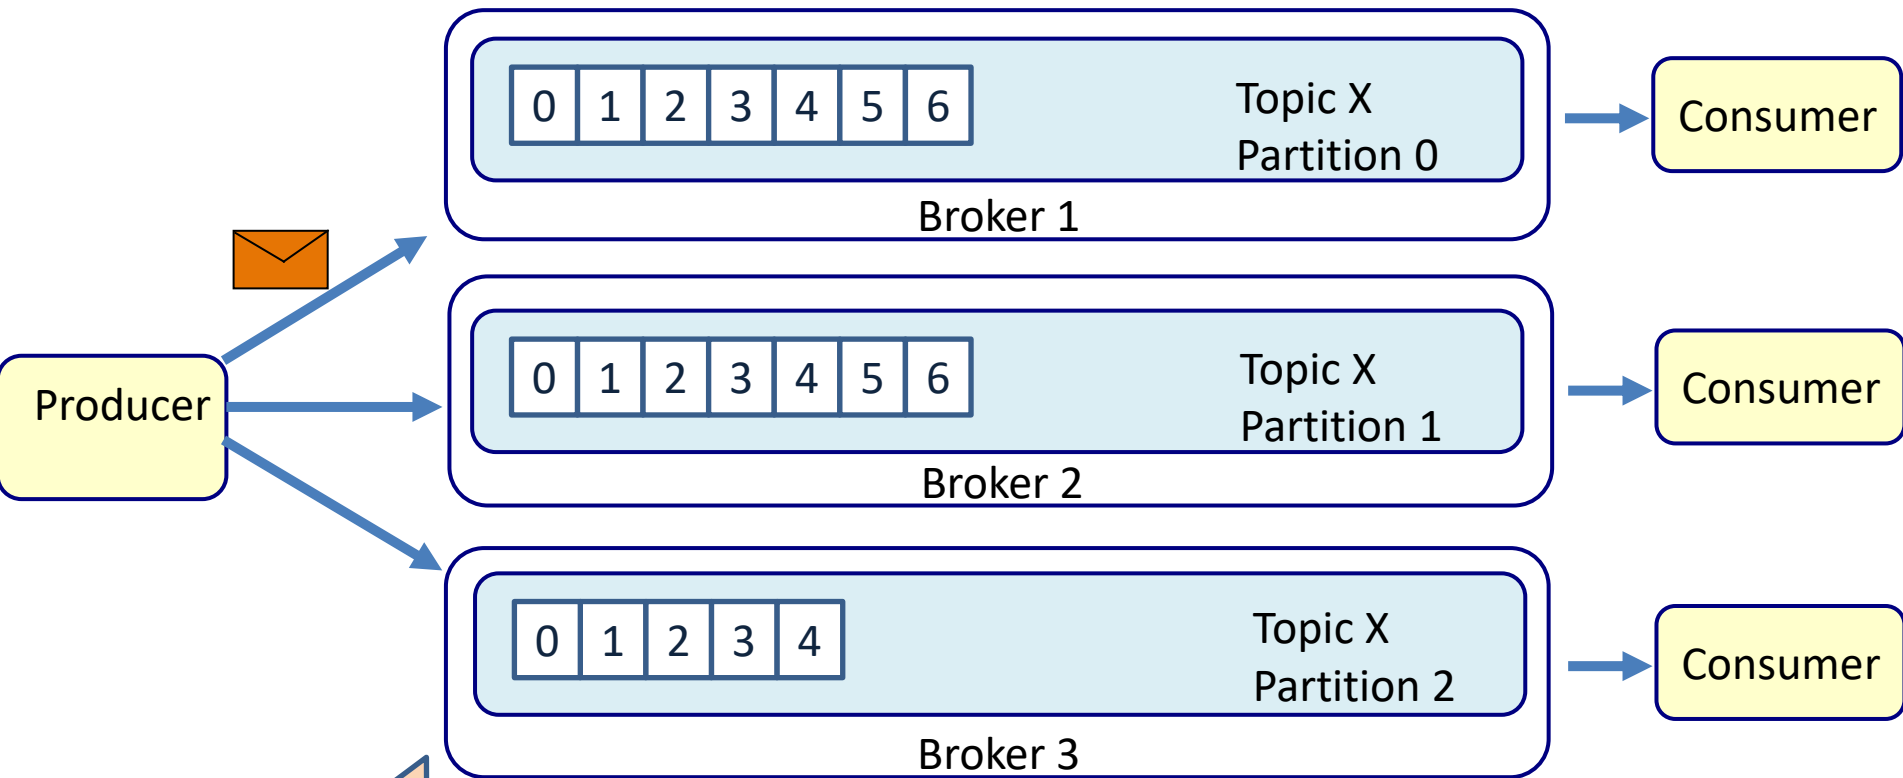 0 1 2 3 4 5 6
Topic X
Partition 0
Broker 1
Consumer
Producer
0 1 2 3 4 5 6
Topic X
Partition 1
Broker 2
Consumer
0 1 2 3 4
Topic X
Partition 2
Broker 3
Consumer